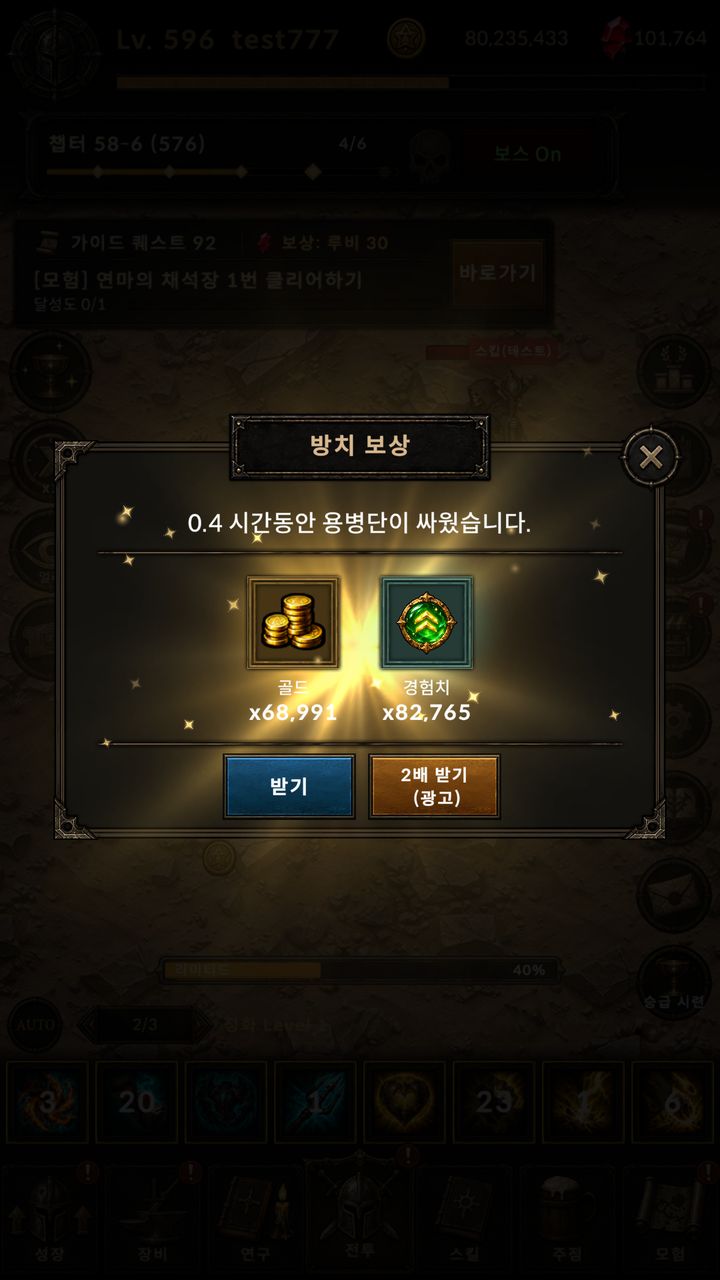 Lv. 596 test777
80,235,433
101,764
챕터 58-6 (576)
4/6
보스 On
가이드 퀘스트 92
보상: 루비 30
[모험] 연마의 채석장 1번 클리어하기
달성도 0/1
바로가기
스킬(테스트)
방치 보상
0.4 시간동안 용병단이 싸웠습니다.
골드
경험치
x68,991
x82,765
받기
2배 받기
(광고)
40%
승급 시련
AUTO
2/3
3
20
1
23
1
6
성장
장비
연구
전투
스킬
주점
모험